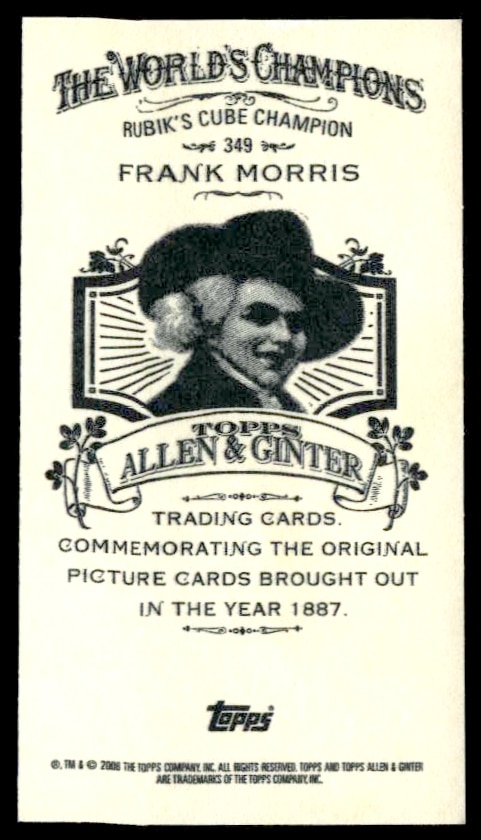 THE WORLD'S CHAMPIONS
RUBIK'S CUBE CHAMPION
349
FRANK MORRIS
TOPPS
ALLEN & GINTER
TRADING CARDS.
COMMEMORATING THE ORIGINAL
PICTURE CARDS BROUGHT OUT
IN THE YEAR 1887.
Topps
®, TM & © 2008 THE TOPPS COMPANY, INC. ALL RIGHTS RESERVED. TOPPS AND TOPPS ALLEN & GINTER
ARE TRADEMARKS OF THE TOPPS COMPANY, INC.